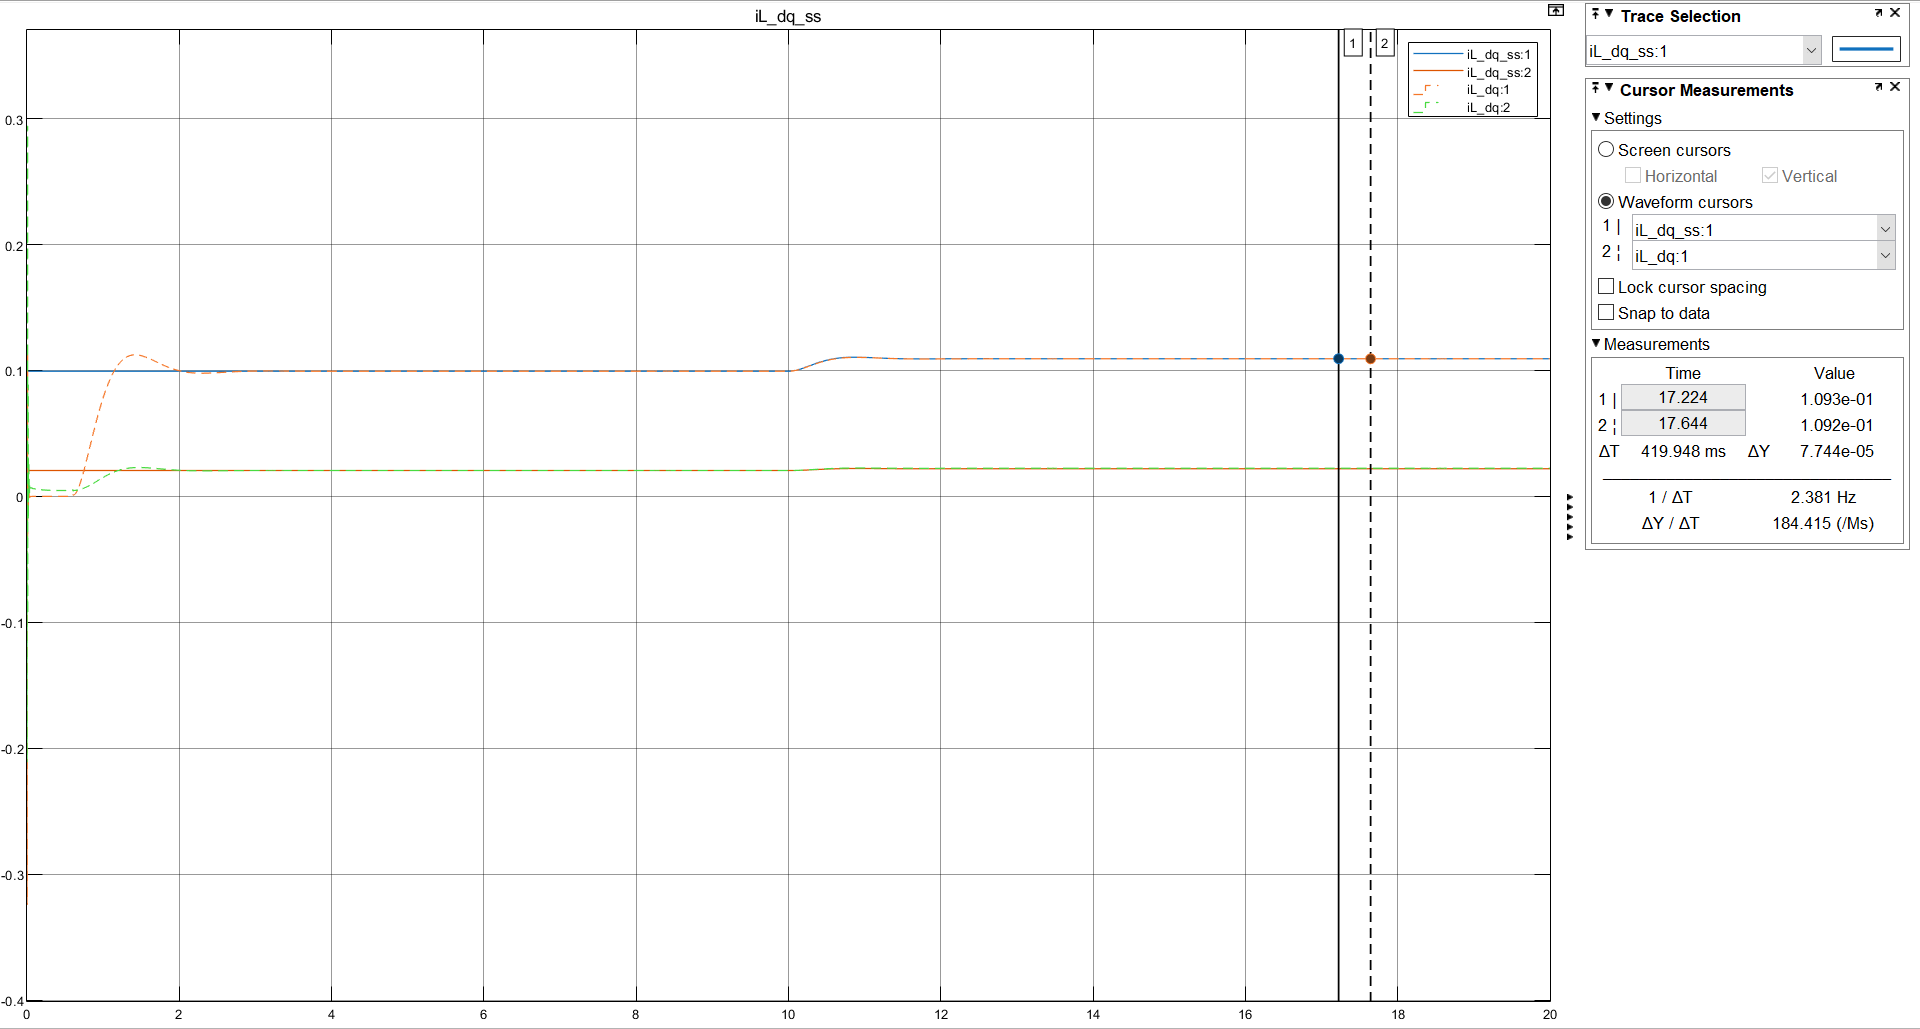 iL_dq_ss
1 2
iL_dq_ss:1
iL_dq_ss:2
iL_dq:1
iL_dq:2
0.3
0.2
0.1
0
-0.1
-0.2
-0.3
-0.4
0 2 4 6 8 10 12 14 16 18 20
Trace Selection
iL_dq_ss:1
Cursor Measurements
Settings
Screen cursors
Horizontal Vertical
Waveform cursors
1 | iL_dq_ss:1
2 ¦ iL_dq:1
Lock cursor spacing
Snap to data
Measurements
Time Value
1 | 17.224 1.093e-01
2 ¦ 17.644 1.092e-01
ΔT 419.948 ms ΔY 7.744e-05
1 / ΔT 2.381 Hz
ΔY / ΔT 184.415 (/Ms)